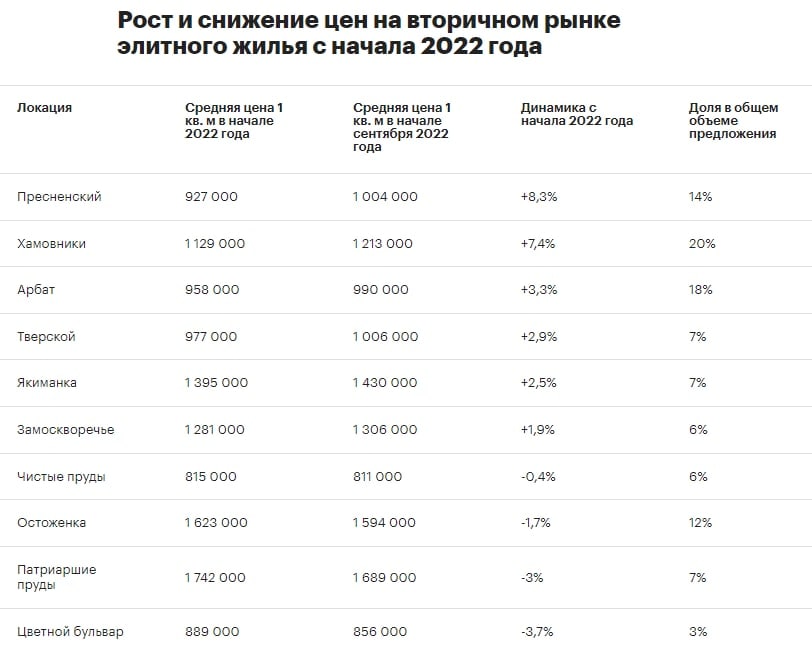 Рост и снижение цен на вторичном рынке
элитного жилья с начала 2022 года
Локация
Средняя цена 1
кв. м в начале
2022 года
Средняя цена 1
кв. м в начале
сентября 2022
года
Динамика с
начала 2022 года
Доля в общем
объеме
предложения
Пресненский 927 000 1 004 000 +8,3% 14%
Хамовники 1 129 000 1 213 000 +7,4% 20%
Арбат 958 000 990 000 +3,3% 18%
Тверской 977 000 1 006 000 +2,9% 7%
Якиманка 1 395 000 1 430 000 +2,5% 7%
Замоскворечье 1 281 000 1 306 000 +1,9% 6%
Чистые пруды 815 000 811 000 -0,4% 6%
Остоженка 1 623 000 1 594 000 -1,7% 12%
Патриаршие
пруды 1 742 000 1 689 000 -3% 7%
Цветной бульвар 889 000 856 000 -3,7% 3%